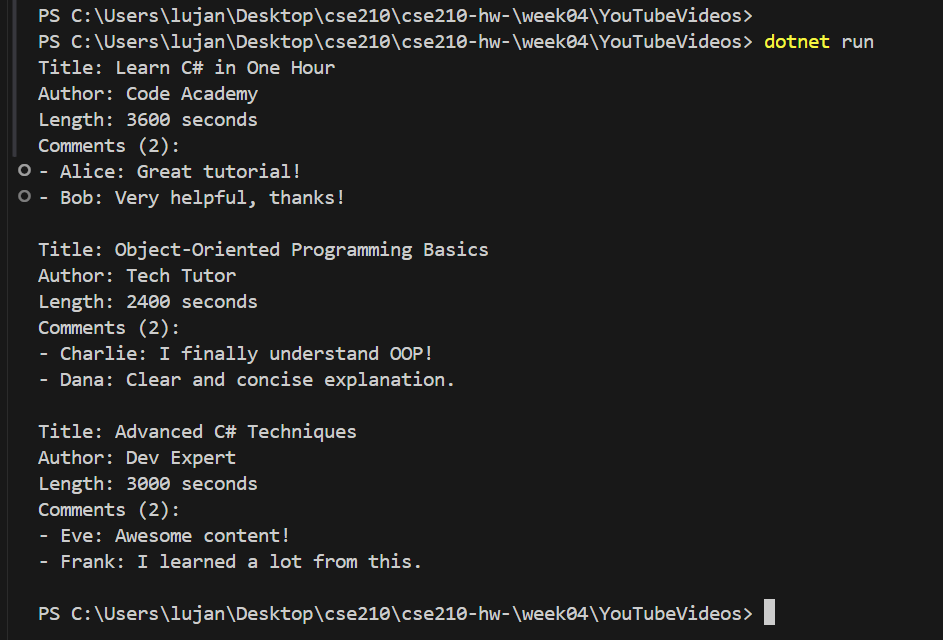 PS C:\Users\lujan\Desktop\cse210\cse210-hw-\week04\YouTubeVideos>
PS C:\Users\lujan\Desktop\cse210\cse210-hw-\week04\YouTubeVideos> dotnet run
Title: Learn C# in One Hour
Author: Code Academy
Length: 3600 seconds
Comments (2):
- Alice: Great tutorial!
- Bob: Very helpful, thanks!
Title: Object-Oriented Programming Basics
Author: Tech Tutor
Length: 2400 seconds
Comments (2):
- Charlie: I finally understand OOP!
- Dana: Clear and concise explanation.
Title: Advanced C# Techniques
Author: Dev Expert
Length: 3000 seconds
Comments (2):
- Eve: Awesome content!
- Frank: I learned a lot from this.
PS C:\Users\lujan\Desktop\cse210\cse210-hw-\week04\YouTubeVideos>